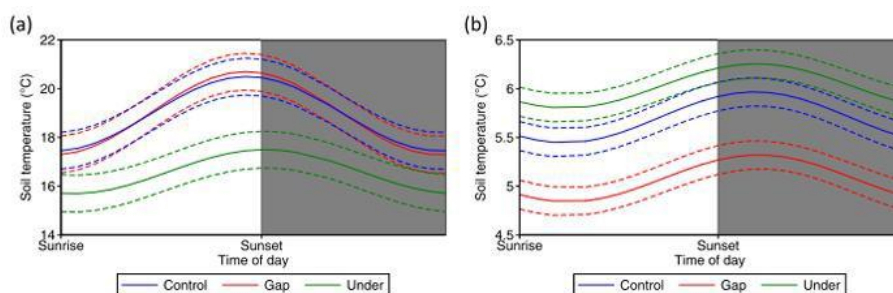 (a)
22
20
18
16
14
Soil temperature (°C)
Sunrise
Sunset
Time of day
Control
Gap
Under
(b)
6.5
6
5.5
5
4.5
Soil temperature (°C)
Sunrise
Sunset
Time of day
Control
Gap
Under